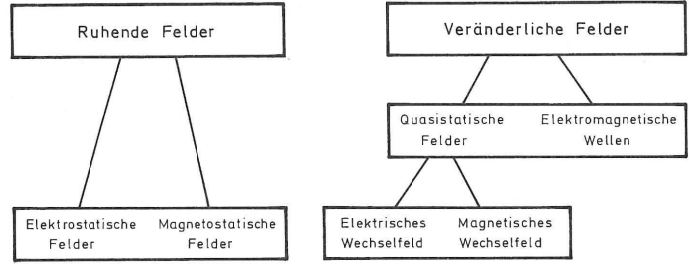 Ruhende Felder
Veränderliche Felder
Quasistatische
Felder
Elektromagnetische
Wellen
Elektrostatische
Felder
Magnetostatische
Felder
Elektrisches
Wechselfeld
Magnetisches
Wechselfeld